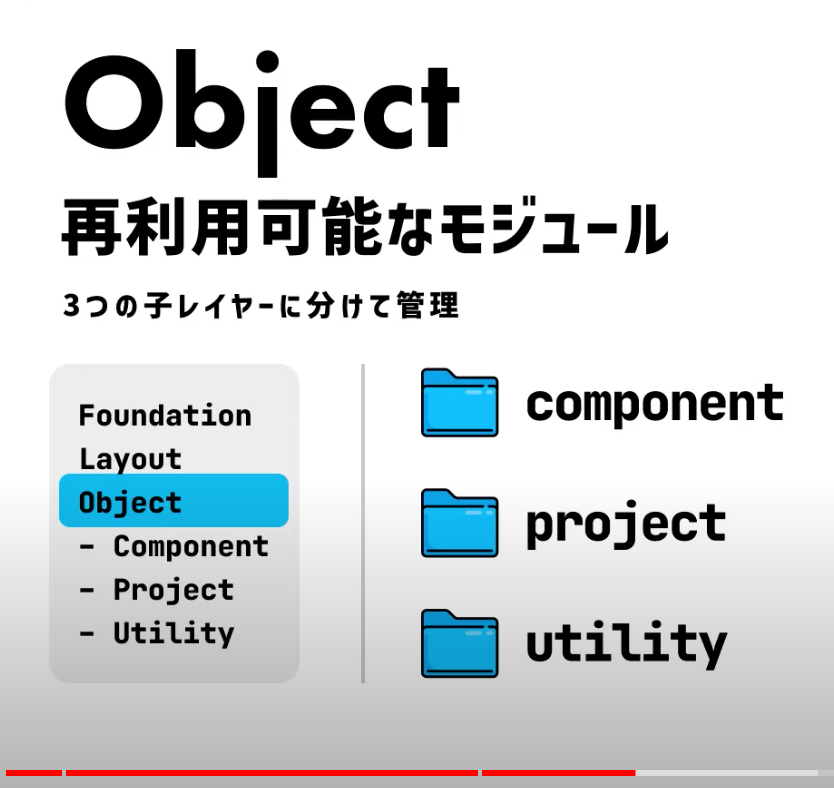 Object
再利用可能なモジュール
3つの子レイヤーに分けて管理
Foundation
Layout
Object
- Component
- Project
- Utility
component
project
utility